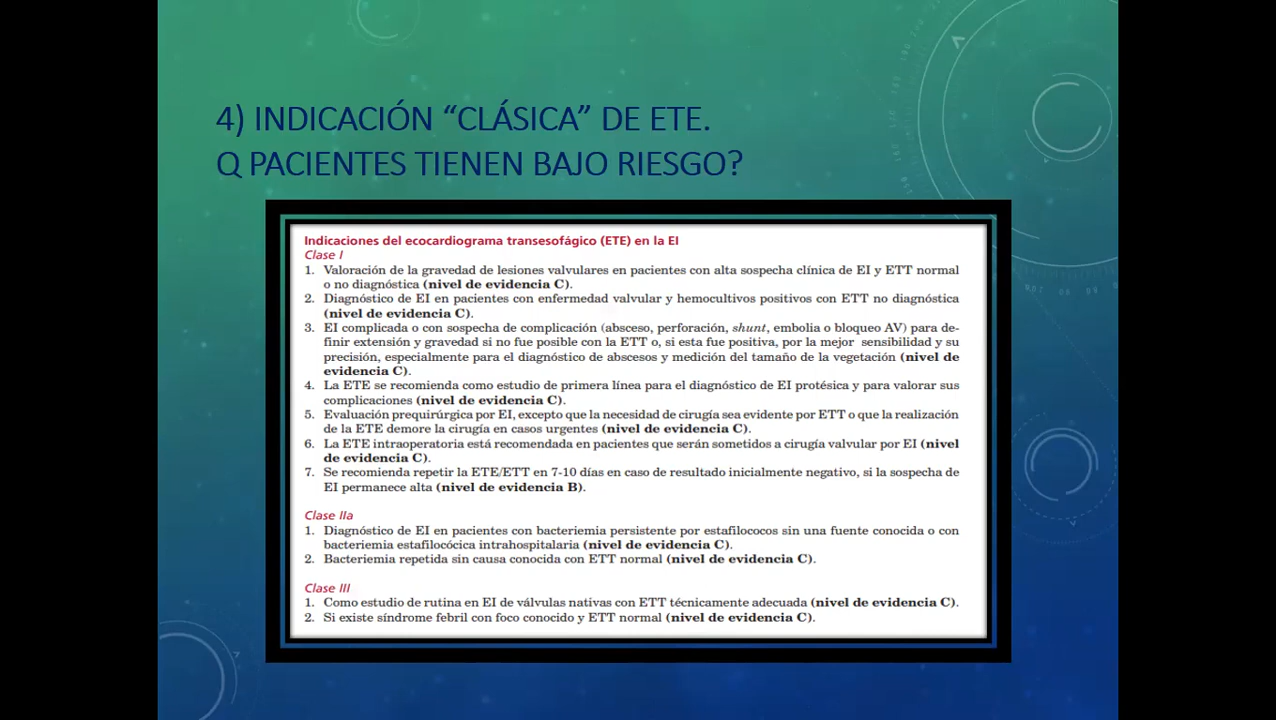 4) INDICACIÓN “CLÁSICA” DE ETE.
Q PACIENTES TIENEN BAJO RIESGO?
Indicaciones del ecocardiograma transesofágico (ETE) en la EI
Clase I
1. Valoración de la gravedad de lesiones valvulares en pacientes con alta sospecha clínica de EI y ETT normal
o no diagnóstica (nivel de evidencia C).
2. Diagnóstico de EI en pacientes con enfermedad valvular y hemocultivos positivos con ETT no diagnóstica
(nivel de evidencia C).
3. EI complicada o con sospecha de complicación (absceso, perforación, shunt, embolia o bloqueo AV) para de-
finir extensión y gravedad si no fue posible con la ETT o, si esta fue positiva, por la mejor sensibilidad y su
precisión, especialmente para el diagnóstico de abscesos y medición del tamaño de la vegetación (nivel de
evidencia C).
4. La ETE se recomienda como estudio de primera línea para el diagnóstico de EI protésica y para valorar sus
complicaciones (nivel de evidencia C).
5. Evaluación prequirúrgica por EI, excepto que la necesidad de cirugía sea evidente por ETT o que la realización
de la ETE demore la cirugía en casos urgentes (nivel de evidencia C).
6. La ETE intraoperatoria está recomendada en pacientes que serán sometidos a cirugía valvular por EI (nivel
de evidencia C).
7. Se recomienda repetir la ETE/ETT en 7-10 días en caso de resultado inicialmente negativo, si la sospecha de
EI permanece alta (nivel de evidencia B).
Clase IIa
1. Diagnóstico de EI en pacientes con bacteriemia persistente por estafilococos sin una fuente conocida o con
bacteriemia estafilocócica intrahospitalaria (nivel de evidencia C).
2. Bacteriemia repetida sin causa conocida con ETT normal (nivel de evidencia C).
Clase III
1. Como estudio de rutina en EI de válvulas nativas con ETT técnicamente adecuada (nivel de evidencia C).
2. Si existe síndrome febril con foco conocido y ETT normal (nivel de evidencia C).